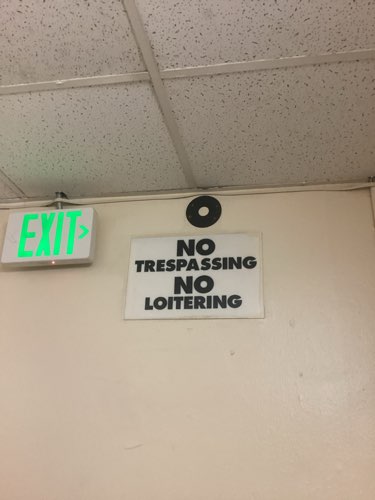 EXIT >
NO
TRESPASSING
NO
LOITERING